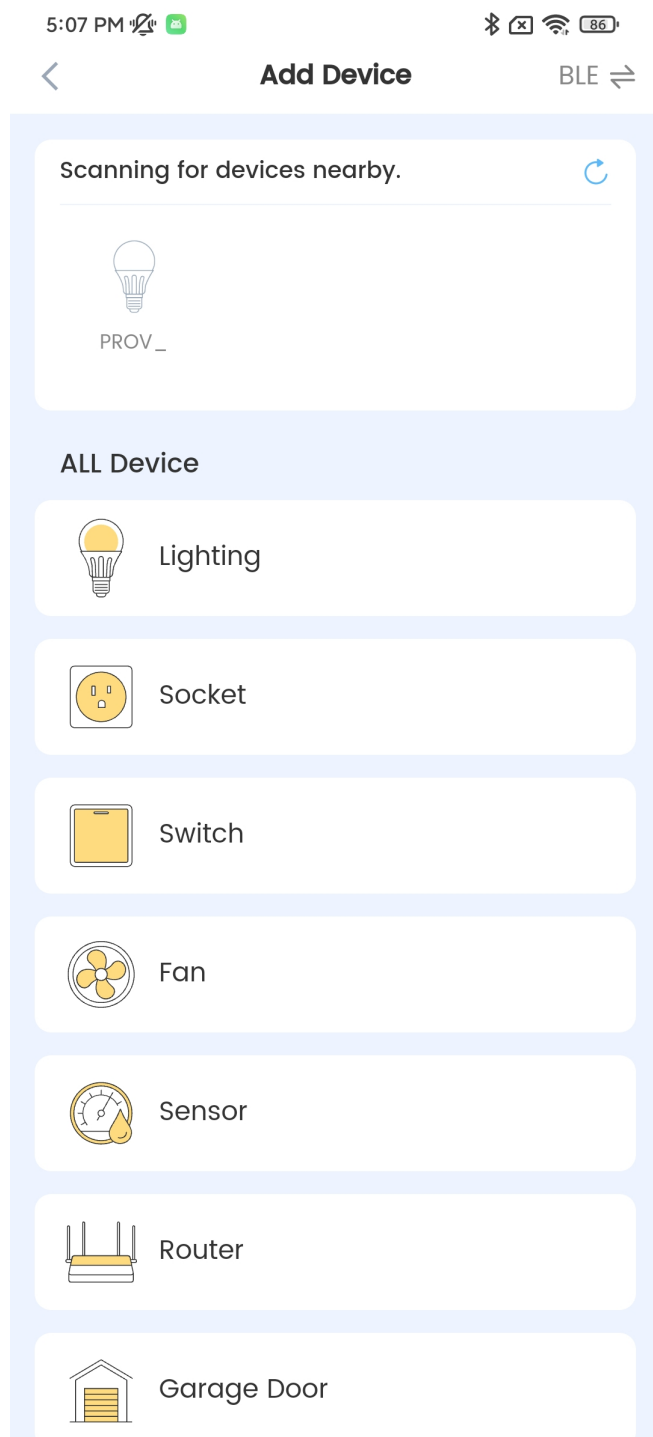 5:07 PM
86
Add Device
BLE
Scanning for devices nearby.
PROV_
ALL Device
Lighting
Socket
Switch
Fan
Sensor
Router
Garage Door